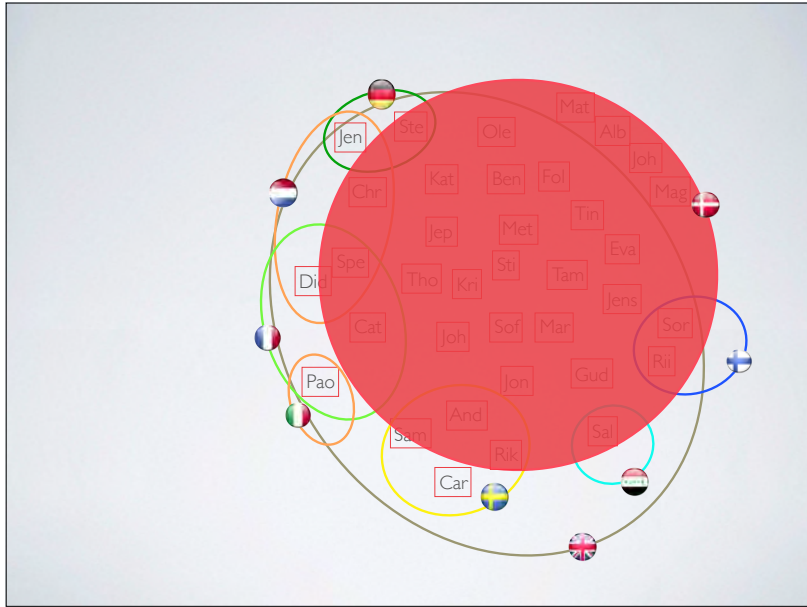 Mat
Ste
Ole
Alb
Jen
Joh
Kat
Ben
Fol
Chr
Mag
Tin
Jep
Met
Eva
Spe
Sti
Did
Tho
Kri
Tam
Jens
Cat
Joh
Sof
Mar
Sor
Rii
Pao
Jon
Gud
And
Sam
Sal
Rik
Car